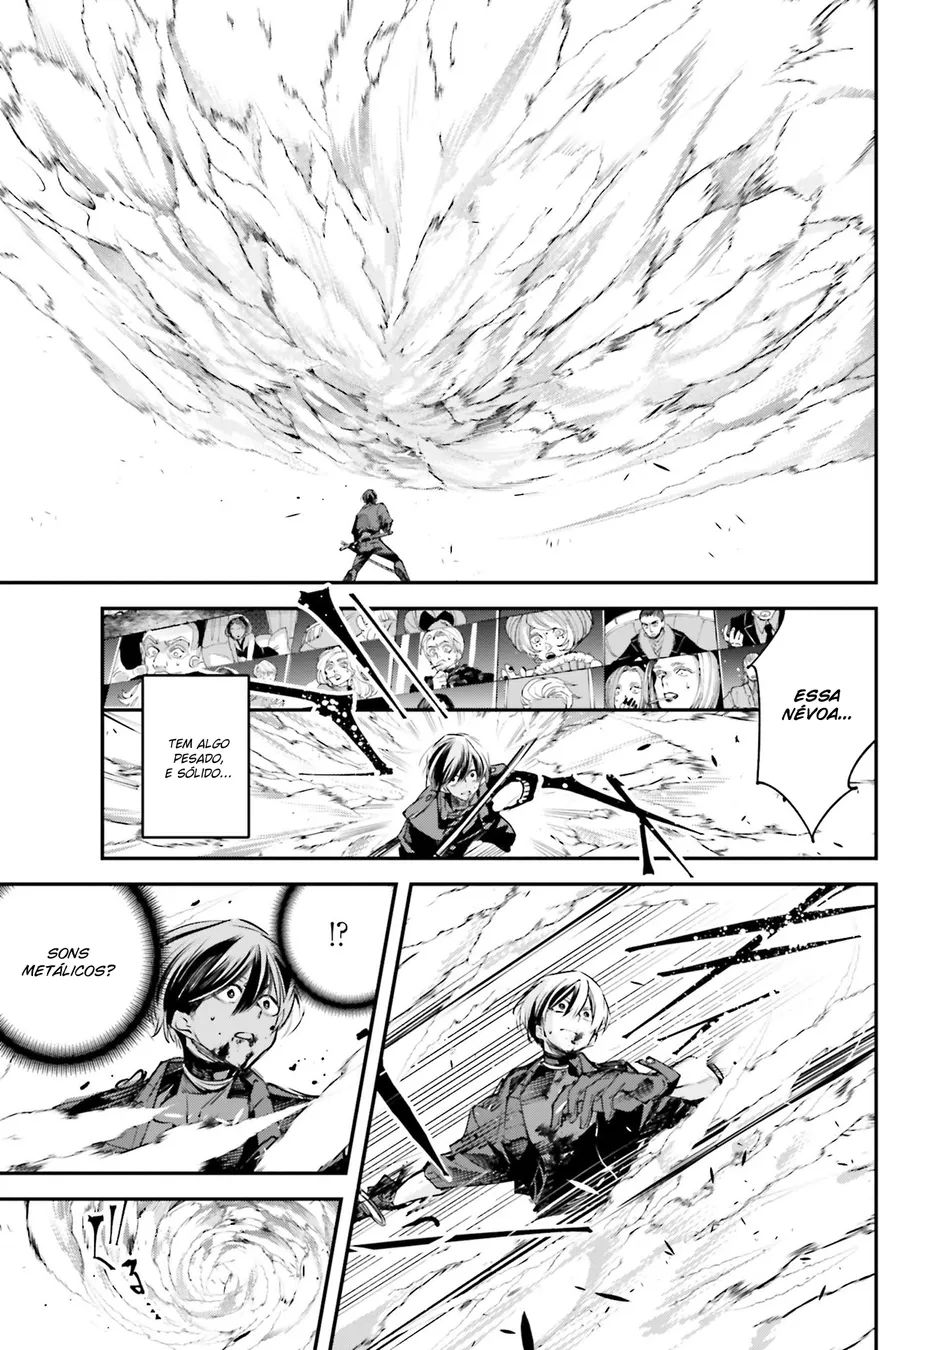 ESSA
NÉVOA...
TEM ALGO
PESADO,
E SÓLIDO...
!?
SONS
METÁLICOS?